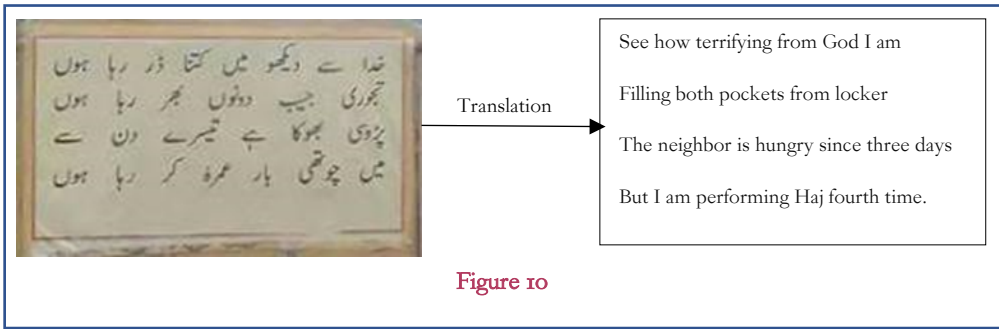 خدا سے دیکھو میں کتنا ڈر رہا ہوں
تجوری جیب دونوں بھر رہا ہوں
پڑوسی بھوکا ہے تیسرے دن سے
میں چوتھی بار عمرہ کر رہا ہوں
Translation
See how terrifying from God I am
Filling both pockets from locker
The neighbor is hungry since three days
But I am performing Haj fourth time.
Figure 10